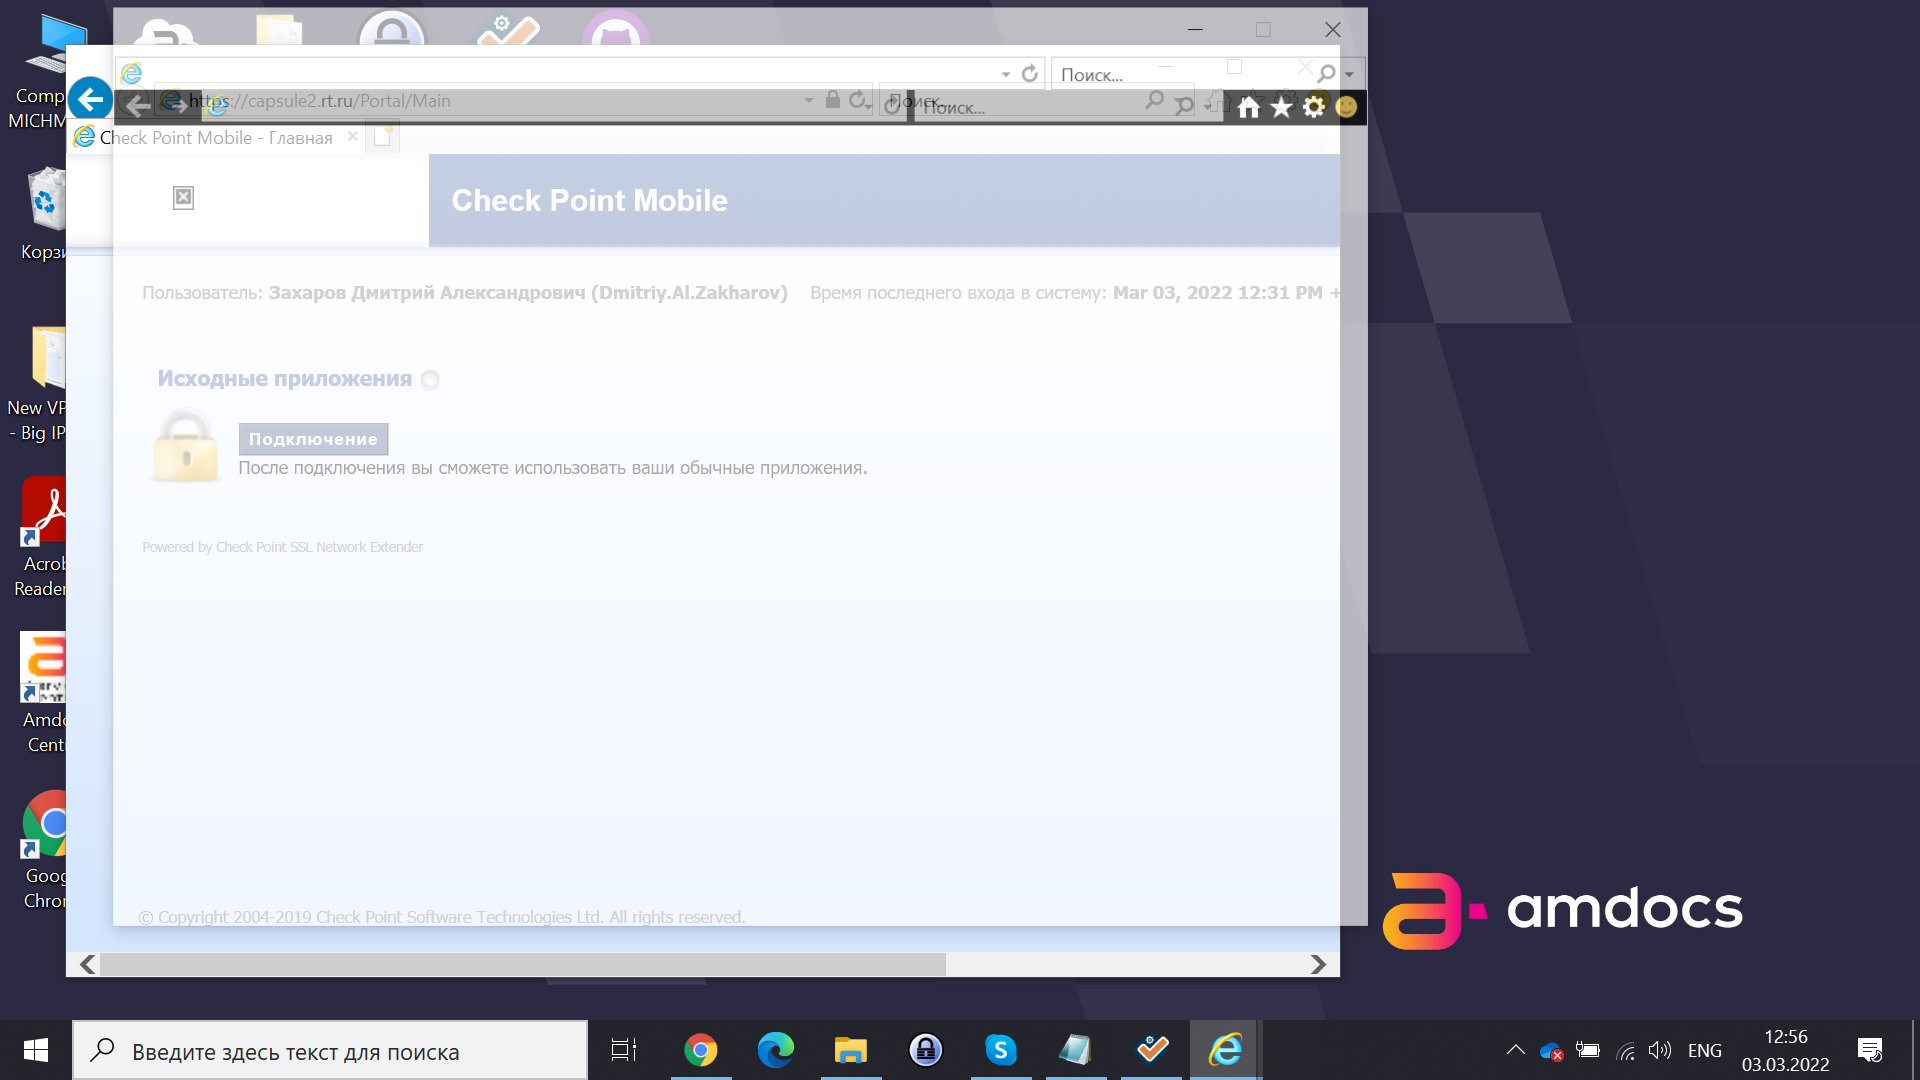 Comp
MICHM
Корзи
New VP
- Big IP
Acrob
Reader
Amdo
Cent
Goog
Chrom
Поиск...
https://capsule2.rt.ru/Portal/Main
Поиск...
Поиск...
Check Point Mobile - Главная
Check Point Mobile
Пользователь: Захаров Дмитрий Александрович (Dmitriy.Al.Zakharov) Время последнего входа в систему: Mar 03, 2022 12:31 PM +
Исходные приложения
Подключение
После подключения вы сможете использовать ваши обычные приложения.
Powered by Check Point SSL Network Extender
© Copyright 2004-2019 Check Point Software Technologies Ltd. All rights reserved.
amdocs
Введите здесь текст для поиска
ENG
12:56
03.03.2022